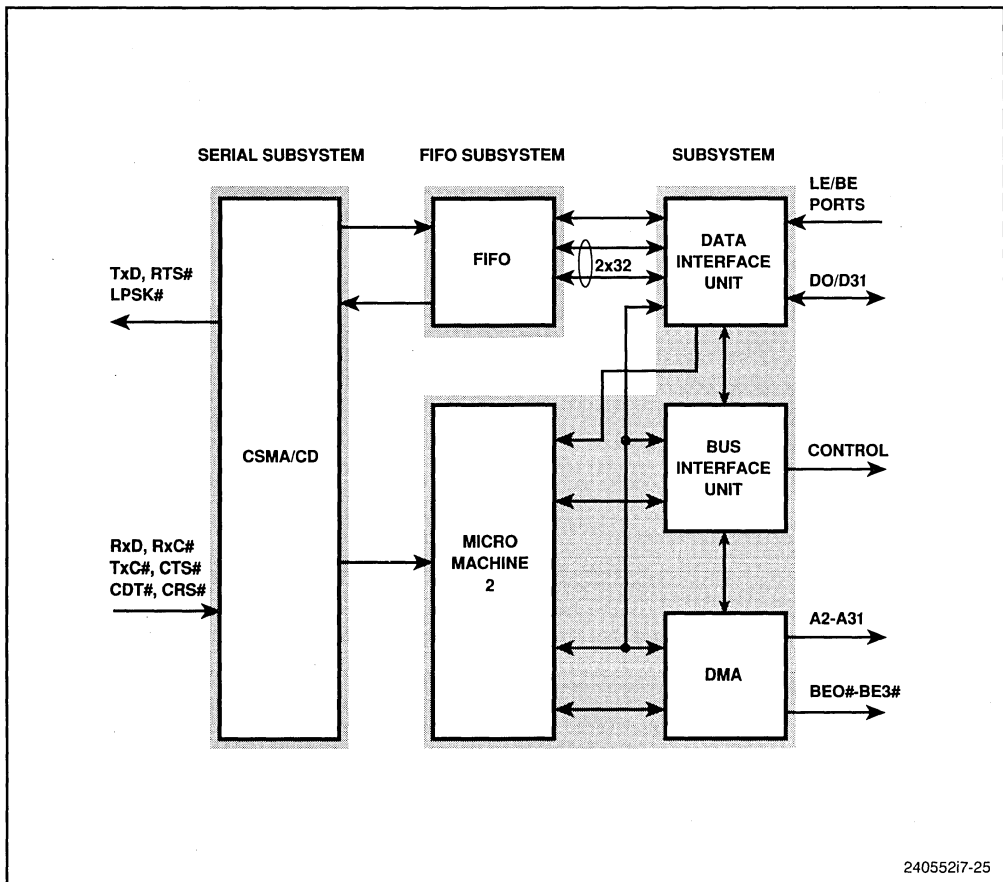 SERIAL SUBSYSTEM
FIFO SUBSYSTEM
SUBSYSTEM
LE/BE
PORTS
FIFO
DATA
INTERFACE
UNIT
2x32
TxD, RTS#
LPSK#
DO/D31
CSMA/CD
BUS
INTERFACE
UNIT
CONTROL
MICRO
MACHINE
2
RxD, RxC#
TxC#, CTS#
CDT#, CRS#
DMA
A2-A31
BEO#-BE3#
240552i7-25